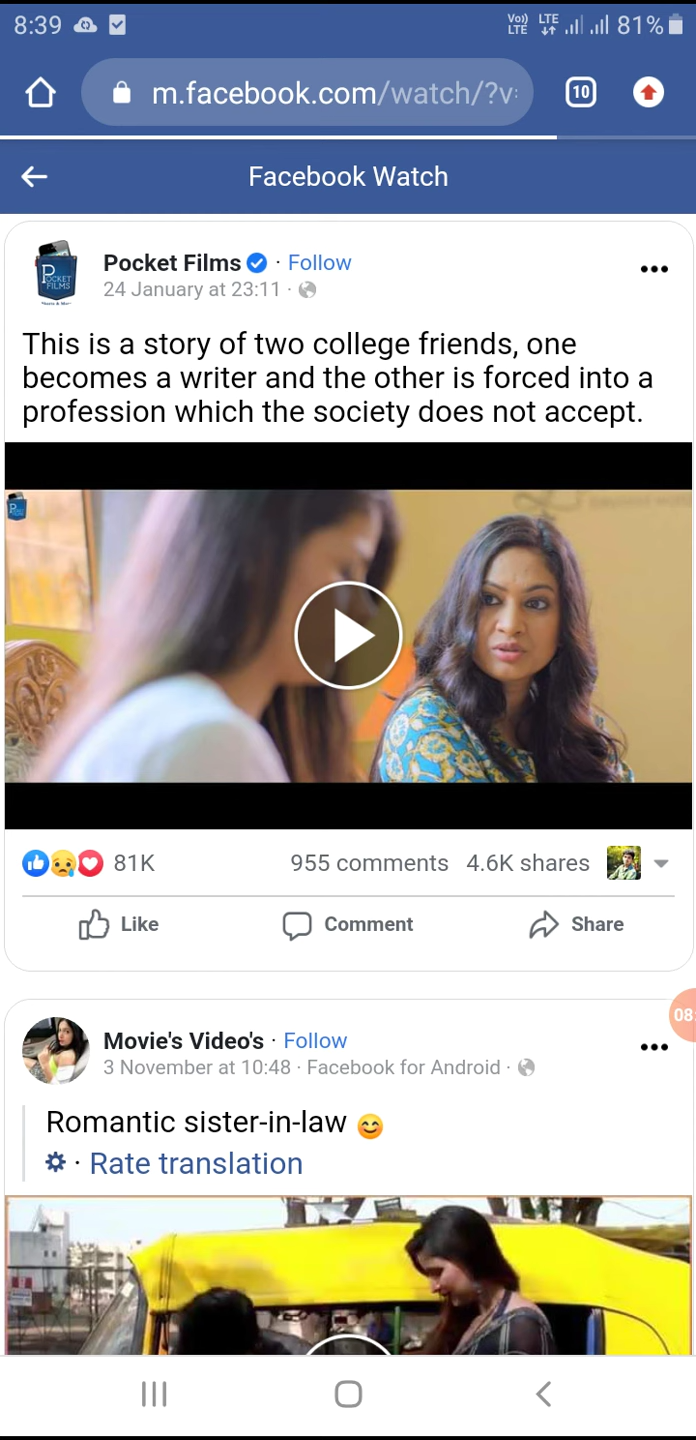 8:39
Vo)) LTE LTE 81%
m.facebook.com/watch/?v=
10
Facebook Watch
Pocket Films · Follow
24 January at 23:11 ·
POCKET FILMS
This is a story of two college friends, one
becomes a writer and the other is forced into a
profession which the society does not accept.
81K 955 comments 4.6K shares
Like Comment Share
08:
Movie's Video's · Follow
3 November at 10:48 · Facebook for Android ·
Romantic sister-in-law 😊
· Rate translation